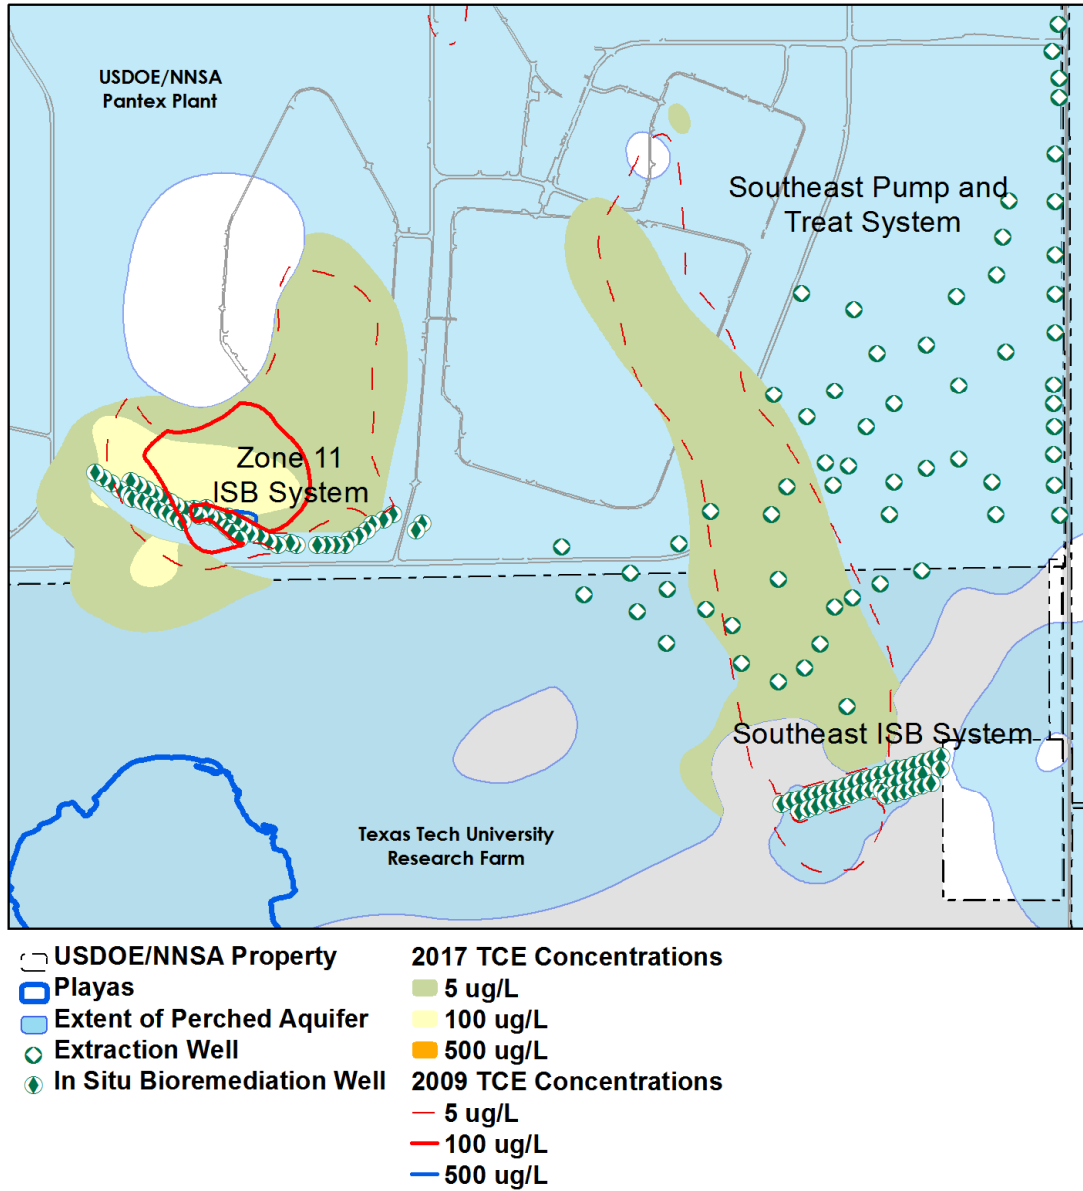 USDOE/NNSA
Pantex Plant
Southeast Pump and
Treat System
Zone 11
ISB System
Southeast ISB System
Texas Tech University
Research Farm
USDOE/NNSA Property
Playas
Extent of Perched Aquifer
Extraction Well
In Situ Bioremediation Well
2017 TCE Concentrations
5 ug/L
100 ug/L
500 ug/L
2009 TCE Concentrations
5 ug/L
100 ug/L
500 ug/L